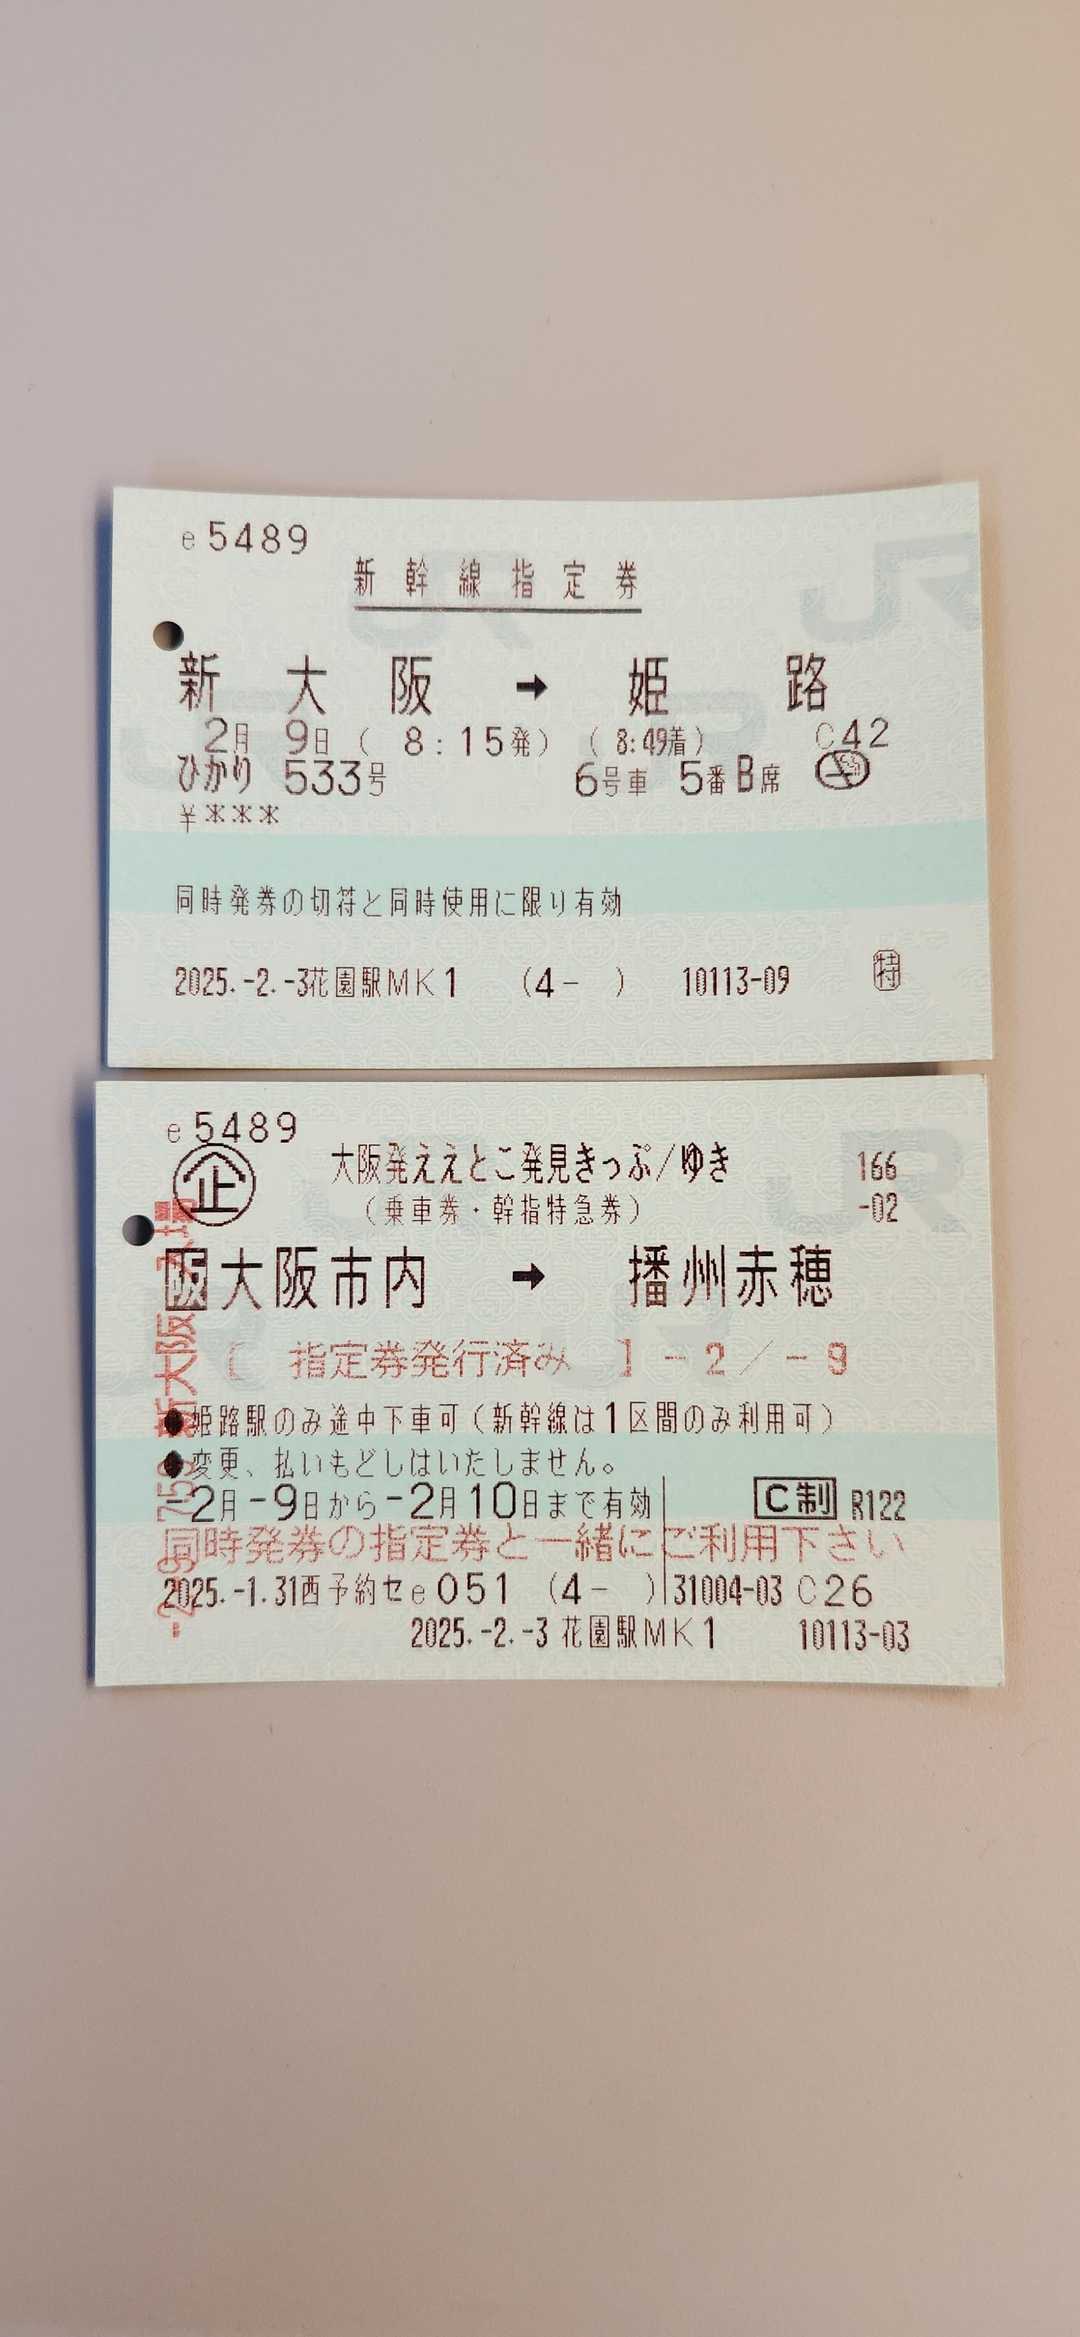 e5489
新幹線指定券
新大阪 → 姫路
2月 9日 ( 8:15発) ( 8:49着) C42
ひかり 533号 6号車 5番B席
¥***
同時発券の切符と同時使用に限り有効
2025.-2.-3花園駅MK1 (4- ) 10113-09 特
e5489
企 大阪発ええとこ発見きっぷ/ゆき 166
(乗車券・幹指特急券) -02
阪大阪市内 → 播州赤穂
【 指定券発行済み 】-2/-9
●姫路駅のみ途中下車可(新幹線は1区間のみ利用可)
●変更、払いもどしはいたしません。
-2月-9日から-2月10日まで有効 C制 R122
同時発券の指定券と一緒にご利用下さい
2025.-1.31西予約セe051 (4- ) 31004-03 C26
2025.-2.-3 花園駅MK1 10113-03
新大阪 入場